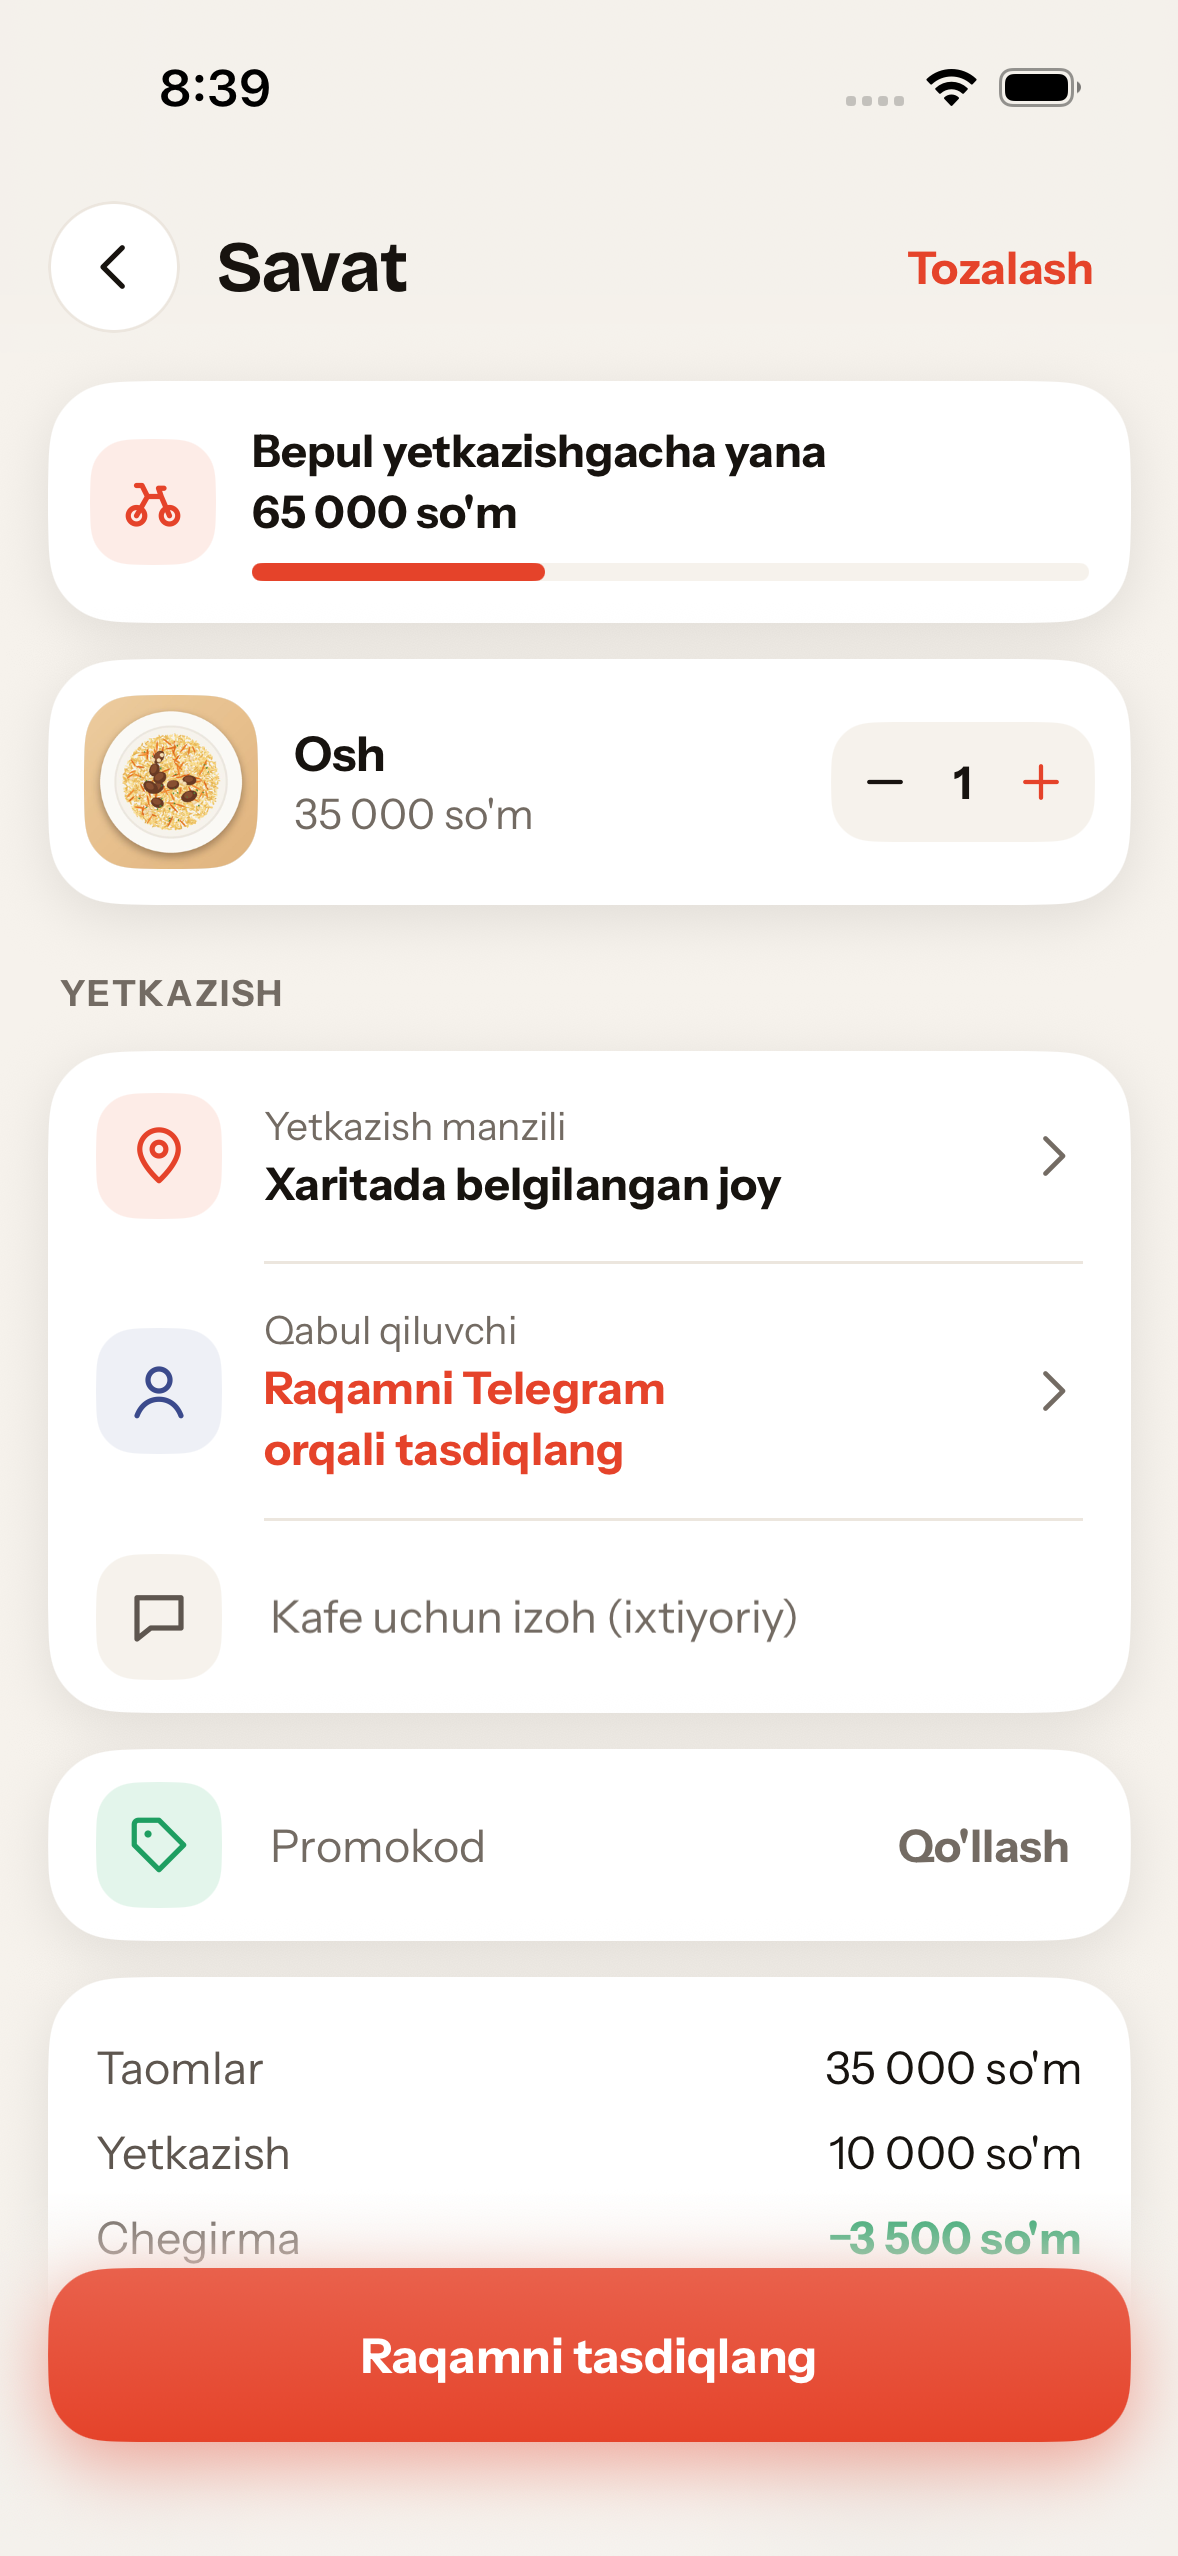 8:39
Savat
Tozalash
Bepul yetkazishgacha yana
65 000 so'm
Osh
35 000 so'm
1
YETKAZISH
Yetkazish manzili
Xaritada belgilangan joy
Qabul qiluvchi
Raqamni Telegram
orqali tasdiqlang
Kafe uchun izoh (ixtiyoriy)
Promokod
Qo'llash
Taomlar
35 000 so'm
Yetkazish
10 000 so'm
Chegirma
−3 500 so'm
Raqamni tasdiqlang